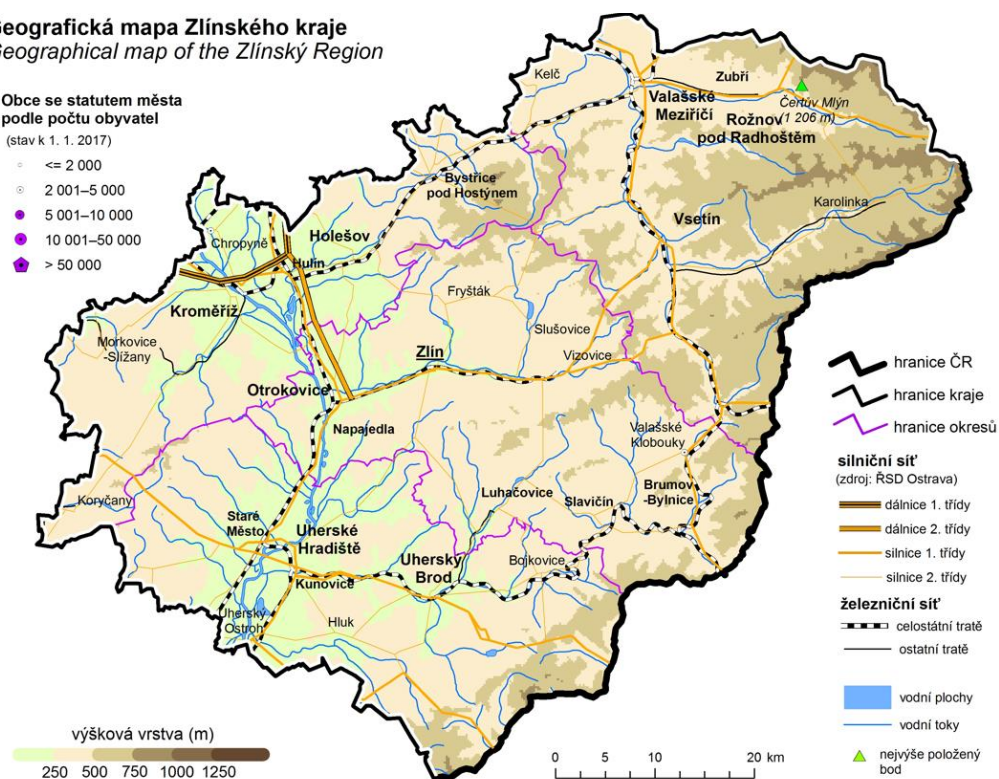 Geografická mapa Zlínského kraje
Geographical map of the Zlínský Region
Obce se statutem města
podle počtu obyvatel
(stav k 1. 1. 2017)
<= 2 000
2 001–5 000
5 001–10 000
10 001–50 000
> 50 000
Kelč
Zubří
Valašské
Meziříčí
Čertův Mlýn
(1 206 m)
Rožnov
pod Radhoštěm
Bystřice
pod Hostýnem
Karolinka
Vsetín
Chropyně
Holešov
Hulín
Fryšták
Kroměříž
Slušovice
Morkovice
-Slížany
Zlín
Vizovice
Otrokovice
Napajedla
Valašské
Klobouky
Koryčany
Luhačovice
Slavičín
Brumov
-Bylnice
Staré
Město
Uherské
Hradiště
Uherský
Brod
Bojkovice
Kunovice
Uherský
Ostroh
Hluk
hranice ČR
hranice kraje
hranice okresů
silniční síť
(zdroj: ŘSD Ostrava)
dálnice 1. třídy
dálnice 2. třídy
silnice 1. třídy
silnice 2. třídy
železniční síť
celostátní tratě
ostatní tratě
vodní plochy
vodní toky
nejvýše položený
bod
výšková vrstva (m)
250 500 750 1000 1250
0 5 10 20 km